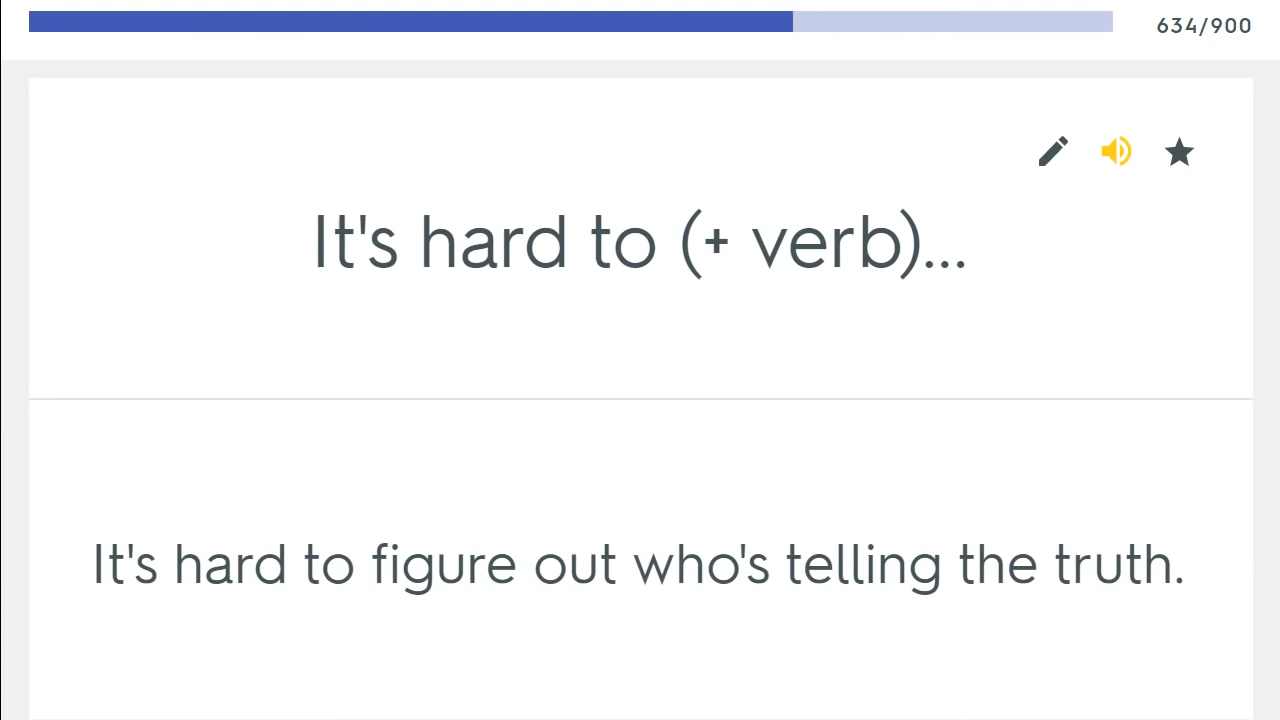 634/900
It's hard to (+ verb)...
It's hard to figure out who's telling the truth.